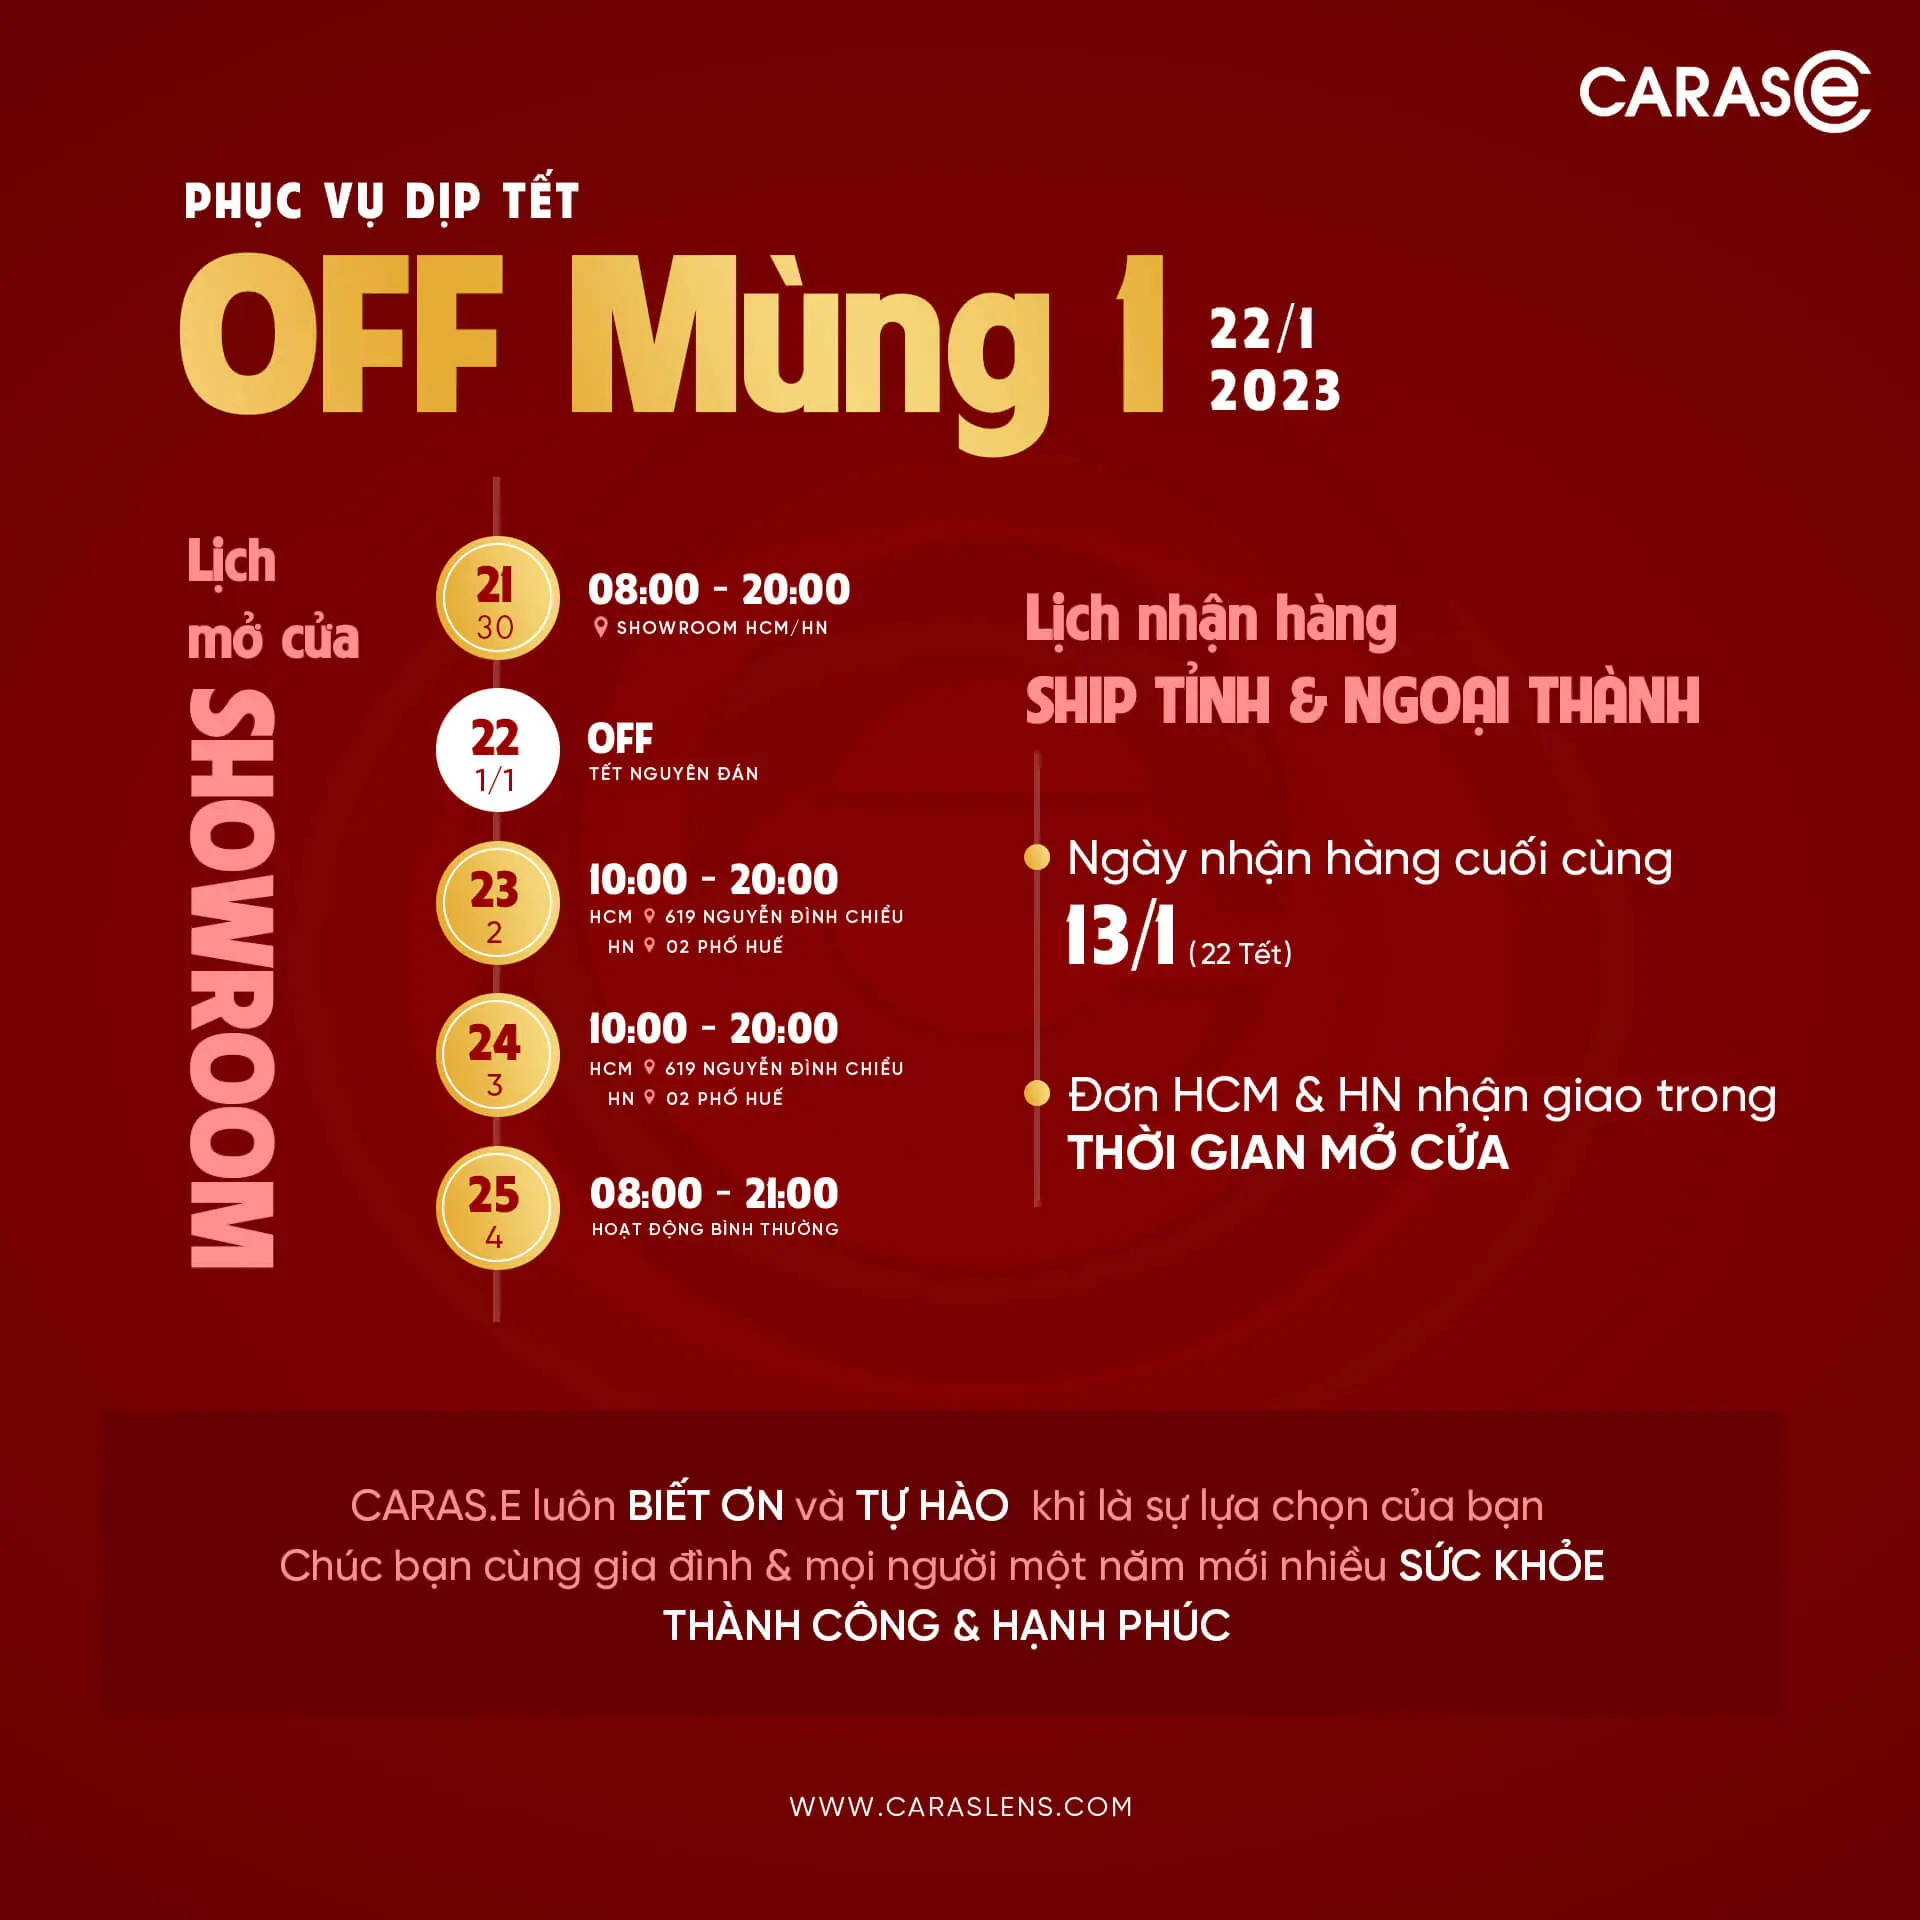 CARASe
PHỤC VỤ DỊP TẾT
OFF Mùng 1
22/1
2023
Lịch
mở cửa
SHOWROOM
21
30
08:00 - 20:00
SHOWROOM HCM/HN
22
1/1
OFF
TẾT NGUYÊN ĐÁN
23
2
10:00 - 20:00
HCM 619 NGUYỄN ĐÌNH CHIỂU
HN 02 PHỐ HUẾ
24
3
10:00 - 20:00
HCM 619 NGUYỄN ĐÌNH CHIỂU
HN 02 PHỐ HUẾ
25
4
08:00 - 21:00
HOẠT ĐỘNG BÌNH THƯỜNG
Lịch nhận hàng
SHIP TỈNH & NGOẠI THÀNH
Ngày nhận hàng cuối cùng
13/1 (22 Tết)
Đơn HCM & HN nhận giao trong
THỜI GIAN MỞ CỬA
CARAS.E luôn BIẾT ƠN và TỰ HÀO khi là sự lựa chọn của bạn
Chúc bạn cùng gia đình & mọi người một năm mới nhiều SỨC KHỎE
THÀNH CÔNG & HẠNH PHÚC
WWW.CARASLENS.COM